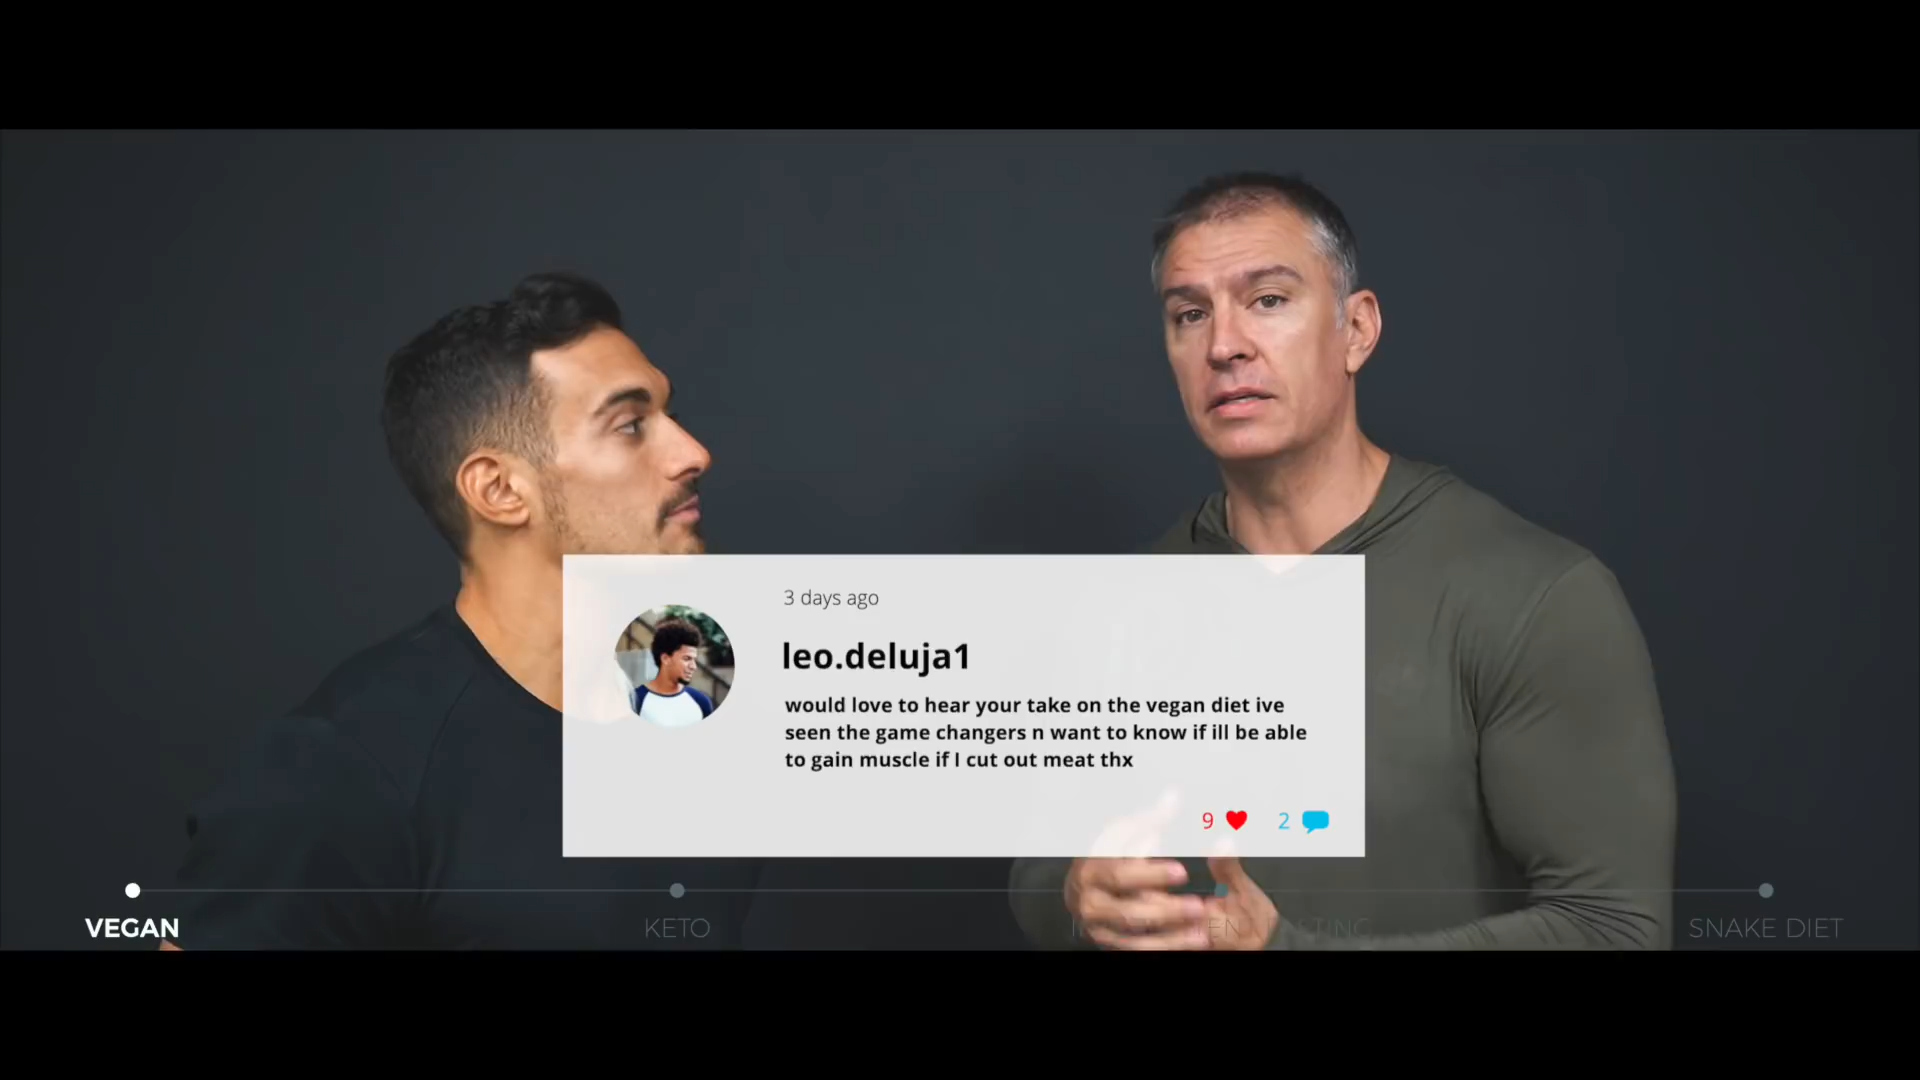 3 days ago
leo.deluja1
would love to hear your take on the vegan diet ive
seen the game changers n want to know if ill be able
to gain muscle if I cut out meat thx
9 2
VEGAN KETO SNAKE DIET